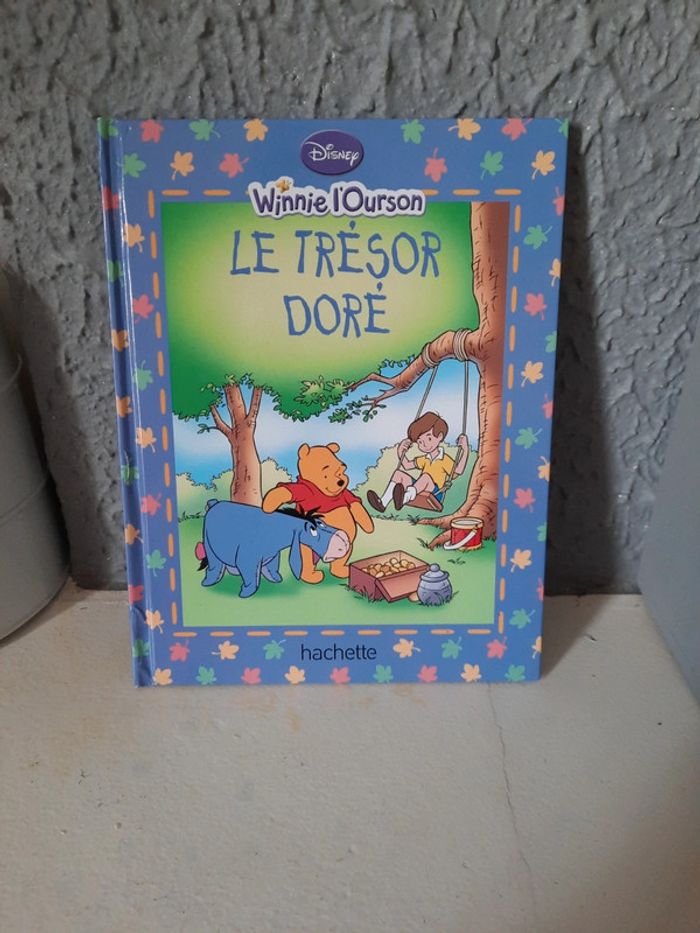 Disney
Winnie l'Ourson
LE TRÉSOR
DORÉ
hachette